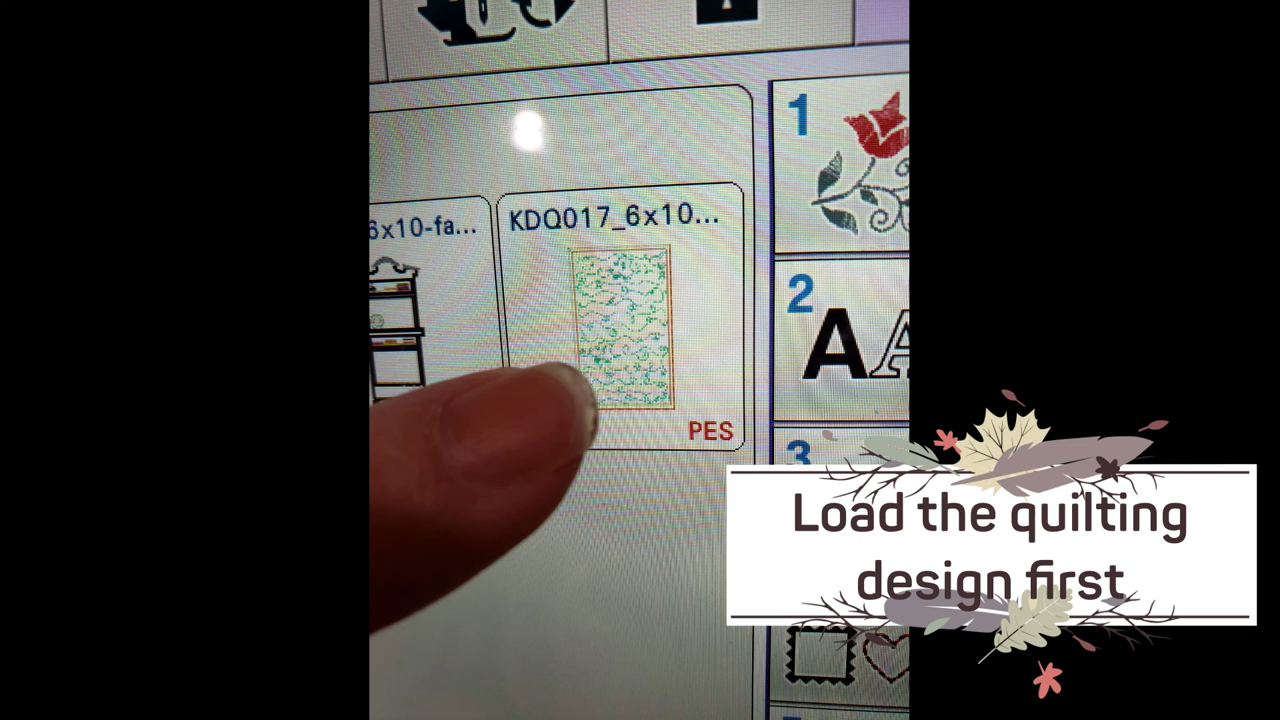 6x10-fa...
KDQ017_6x10...
PES
1
2
AA
3
Load the quilting
design first